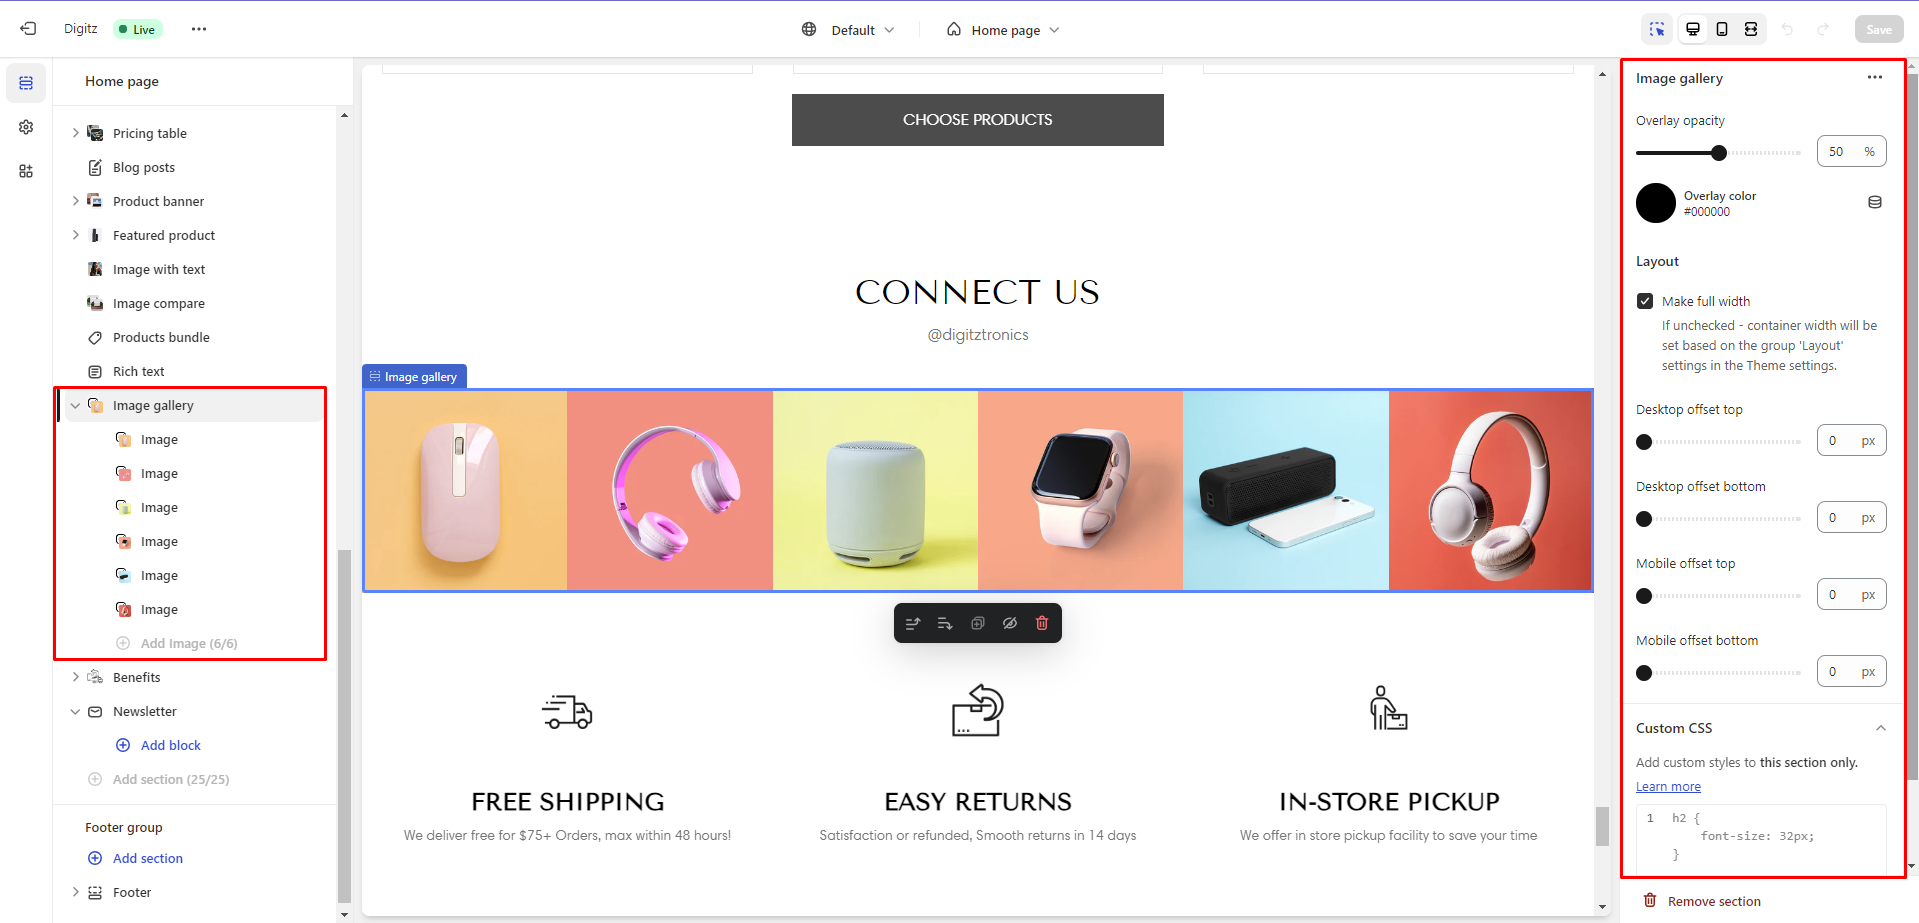 Digitz
Live
Default
Home page
Save
Home page
Pricing table
Blog posts
Product banner
Featured product
Image with text
Image compare
Products bundle
Rich text
Image gallery
Image
Image
Image
Image
Image
Image
Add Image (6/6)
Benefits
Newsletter
Add block
Add section (25/25)
Footer group
Add section
Footer
CHOOSE PRODUCTS
CONNECT US
@digitztronics
Image gallery
FREE SHIPPING
We deliver free for $75+ Orders, max within 48 hours!
EASY RETURNS
Satisfaction or refunded, Smooth returns in 14 days
IN-STORE PICKUP
We offer in store pickup facility to save your time
Image gallery
Overlay opacity
50 %
Overlay color
#000000
Layout
Make full width
If unchecked - container width will be
set based on the group 'Layout'
settings in the Theme settings.
Desktop offset top
0 px
Desktop offset bottom
0 px
Mobile offset top
0 px
Mobile offset bottom
0 px
Custom CSS
Add custom styles to this section only.
Learn more
1 h2 {
font-size: 32px;
}
Remove section